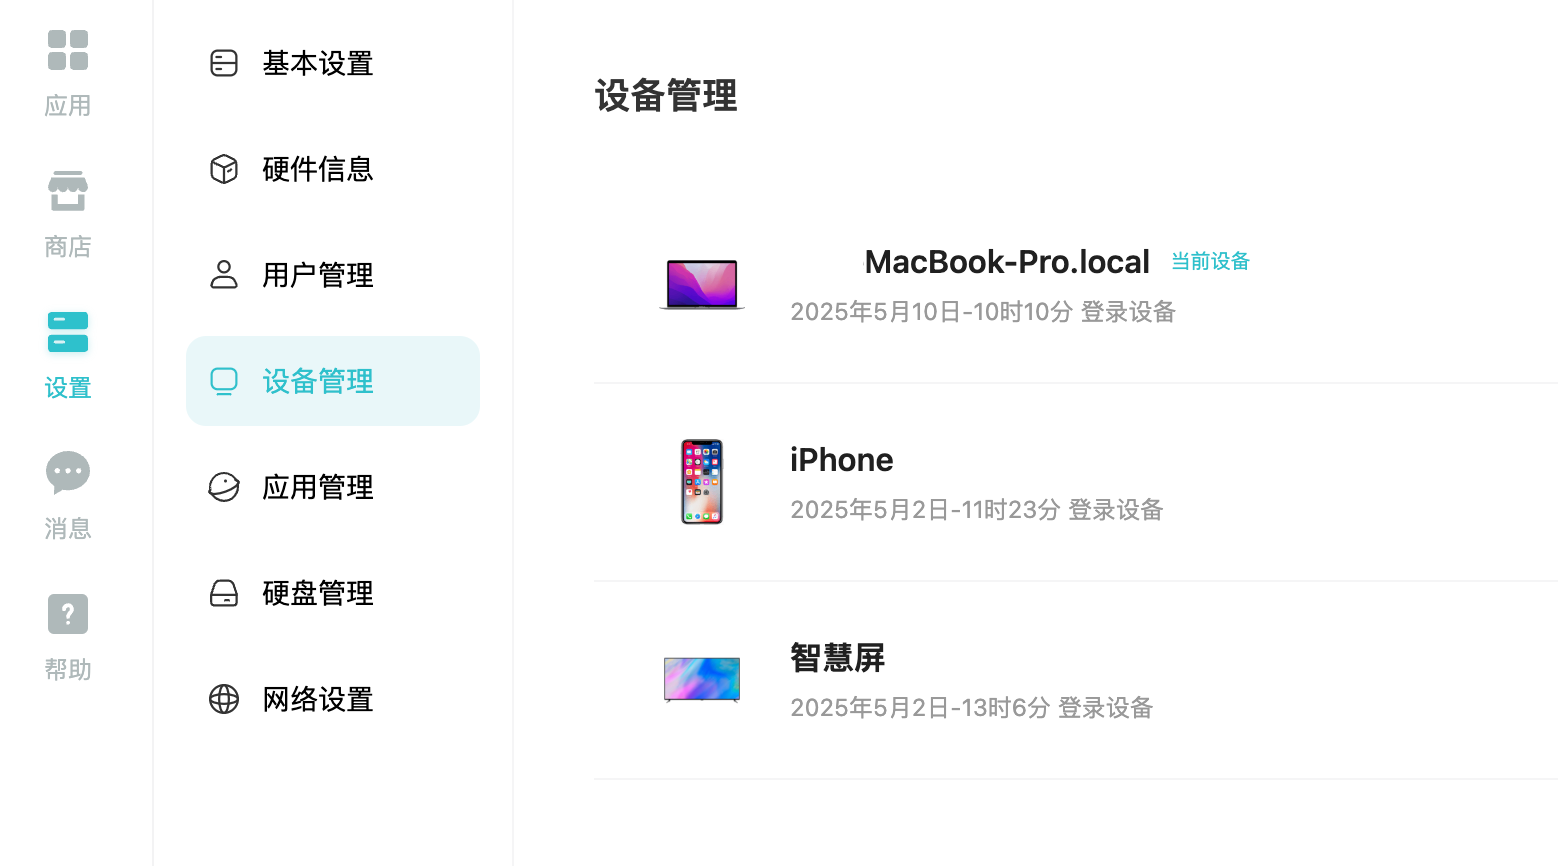 应用
商店
设置
消息
帮助
基本设置
硬件信息
用户管理
设备管理
应用管理
硬盘管理
网络设置
设备管理
MacBook-Pro.local 当前设备
2025年5月10日-10时10分 登录设备
iPhone
2025年5月2日-11时23分 登录设备
智慧屏
2025年5月2日-13时6分 登录设备